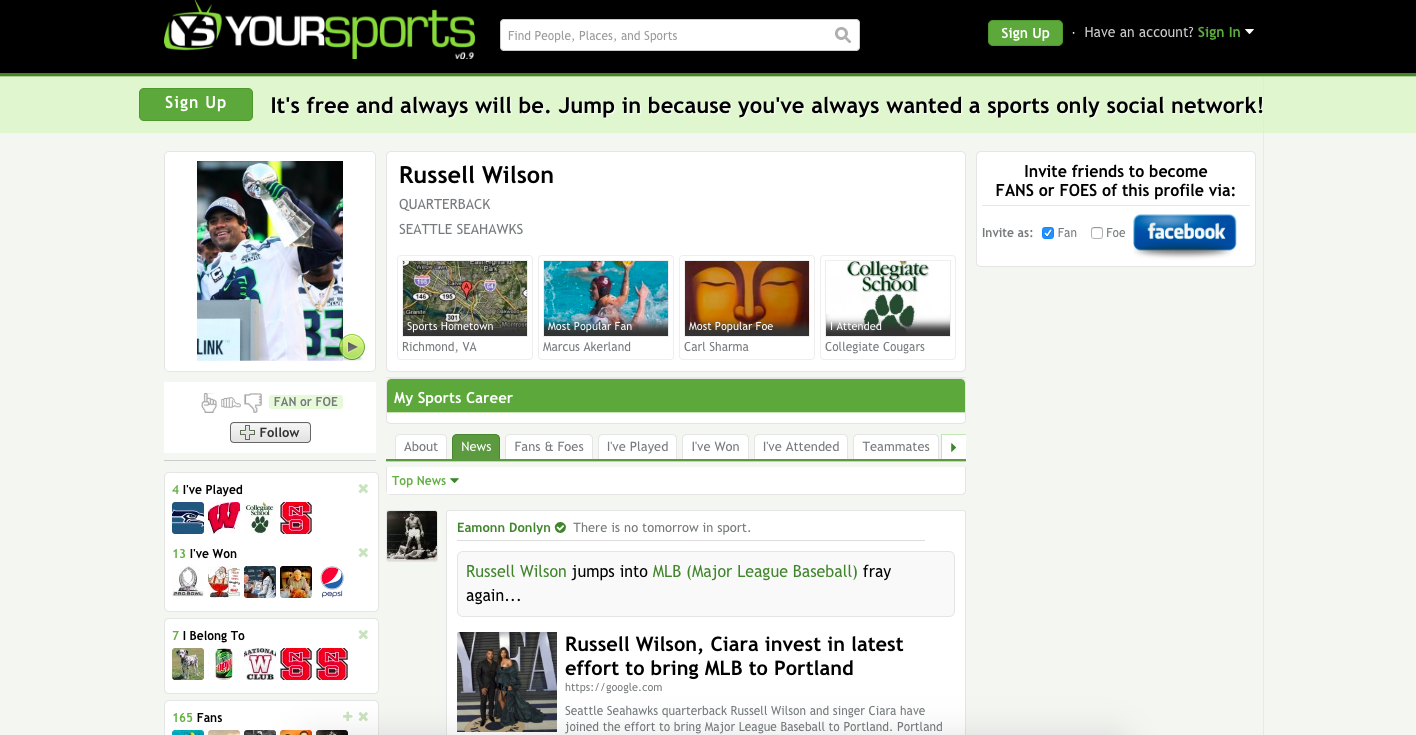 YOURSPORTS
v0.9
Find People, Places, and Sports
Sign Up · Have an account? Sign In
Sign Up
It's free and always will be. Jump in because you've always wanted a sports only social network!
LINK
Russell Wilson
QUARTERBACK
SEATTLE SEAHAWKS
Sports Hometown
Richmond, VA
Most Popular Fan
Marcus Akerland
Most Popular Foe
Carl Sharma
Collegiate
School
I Attended
Collegiate Cougars
Invite friends to become
FANS or FOES of this profile via:
Invite as: Fan Foe facebook
FAN or FOE
Follow
My Sports Career
About News Fans & Foes I've Played I've Won I've Attended Teammates
Top News
4 I've Played
13 I've Won
pepsi
7 I Belong To
165 Fans
Eamonn Donlyn There is no tomorrow in sport.
Russell Wilson jumps into MLB (Major League Baseball) fray
again...
Russell Wilson, Ciara invest in latest
effort to bring MLB to Portland
https://google.com
Seattle Seahawks quarterback Russell Wilson and singer Ciara have
joined the effort to bring Major League Baseball to Portland. Portland